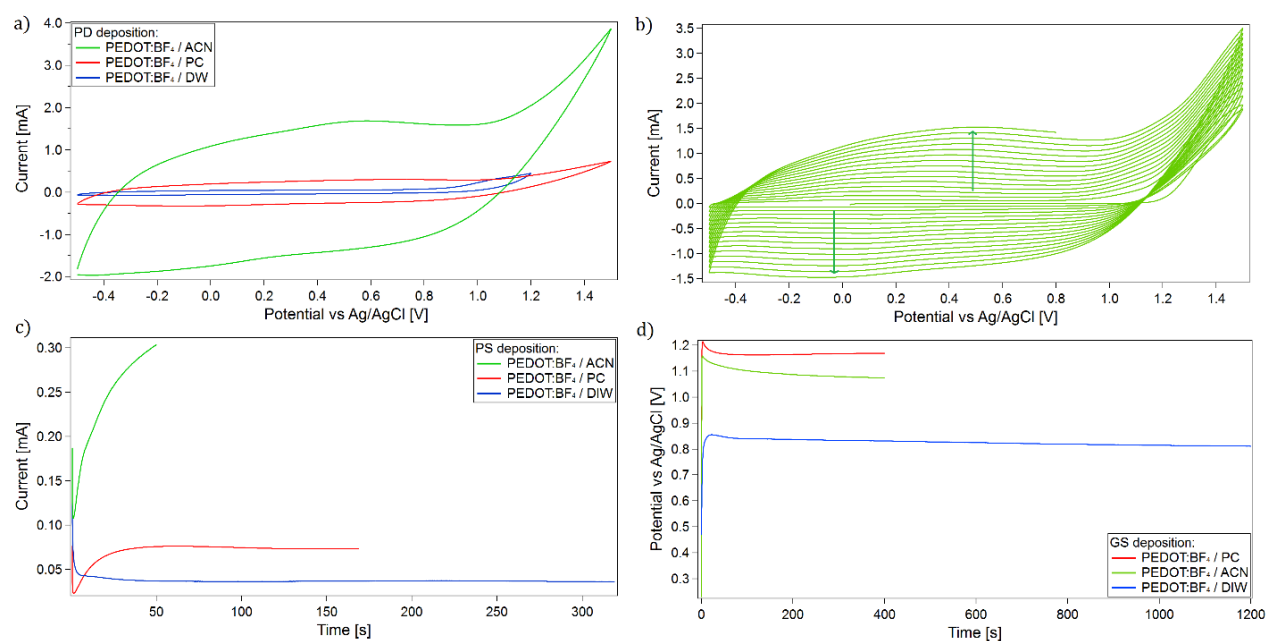 a)
PD deposition:
PEDOT:BF₄ / ACN
PEDOT:BF₄ / PC
PEDOT:BF₄ / DW
Current [mA]
4.0
3.0
2.0
1.0
0.0
-1.0
-2.0
-0.4 -0.2 0.0 0.2 0.4 0.6 0.8 1.0 1.2 1.4
Potential vs Ag/AgCl [V]
b)
Current [mA]
3.5
3.0
2.5
2.0
1.5
1.0
0.5
0.0
-0.5
-1.0
-1.5
-0.4 -0.2 0.0 0.2 0.4 0.6 0.8 1.0 1.2 1.4
Potential vs Ag/AgCl [V]
c)
PS deposition:
PEDOT:BF₄ / ACN
PEDOT:BF₄ / PC
PEDOT:BF₄ / DIW
Current [mA]
0.30
0.25
0.20
0.15
0.10
0.05
50 100 150 200 250 300
Time [s]
d)
Potential vs Ag/AgCl [V]
1.2
1.1
1.0
0.9
0.8
0.7
0.6
0.5
0.4
0.3
GS deposition:
PEDOT:BF₄ / PC
PEDOT:BF₄ / ACN
PEDOT:BF₄ / DIW
0 200 400 600 800 1000 1200
Time [s]